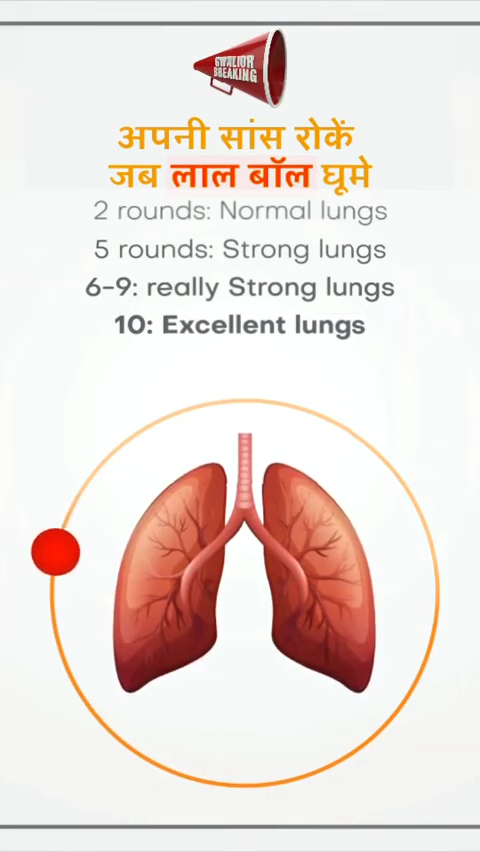 GWALIOR
BREAKING
अपनी सांस रोकें
जब लाल बॉल घूमे
2 rounds: Normal lungs
5 rounds: Strong lungs
6-9: really Strong lungs
10: Excellent lungs